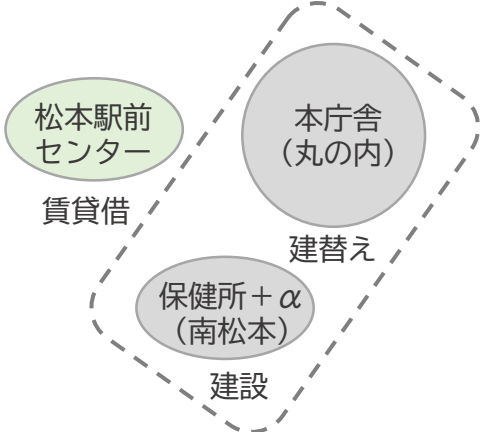 松本駅前
センター
賃貸借
本庁舎
（丸の内）
建替え
保健所＋α
（南松本）
建設